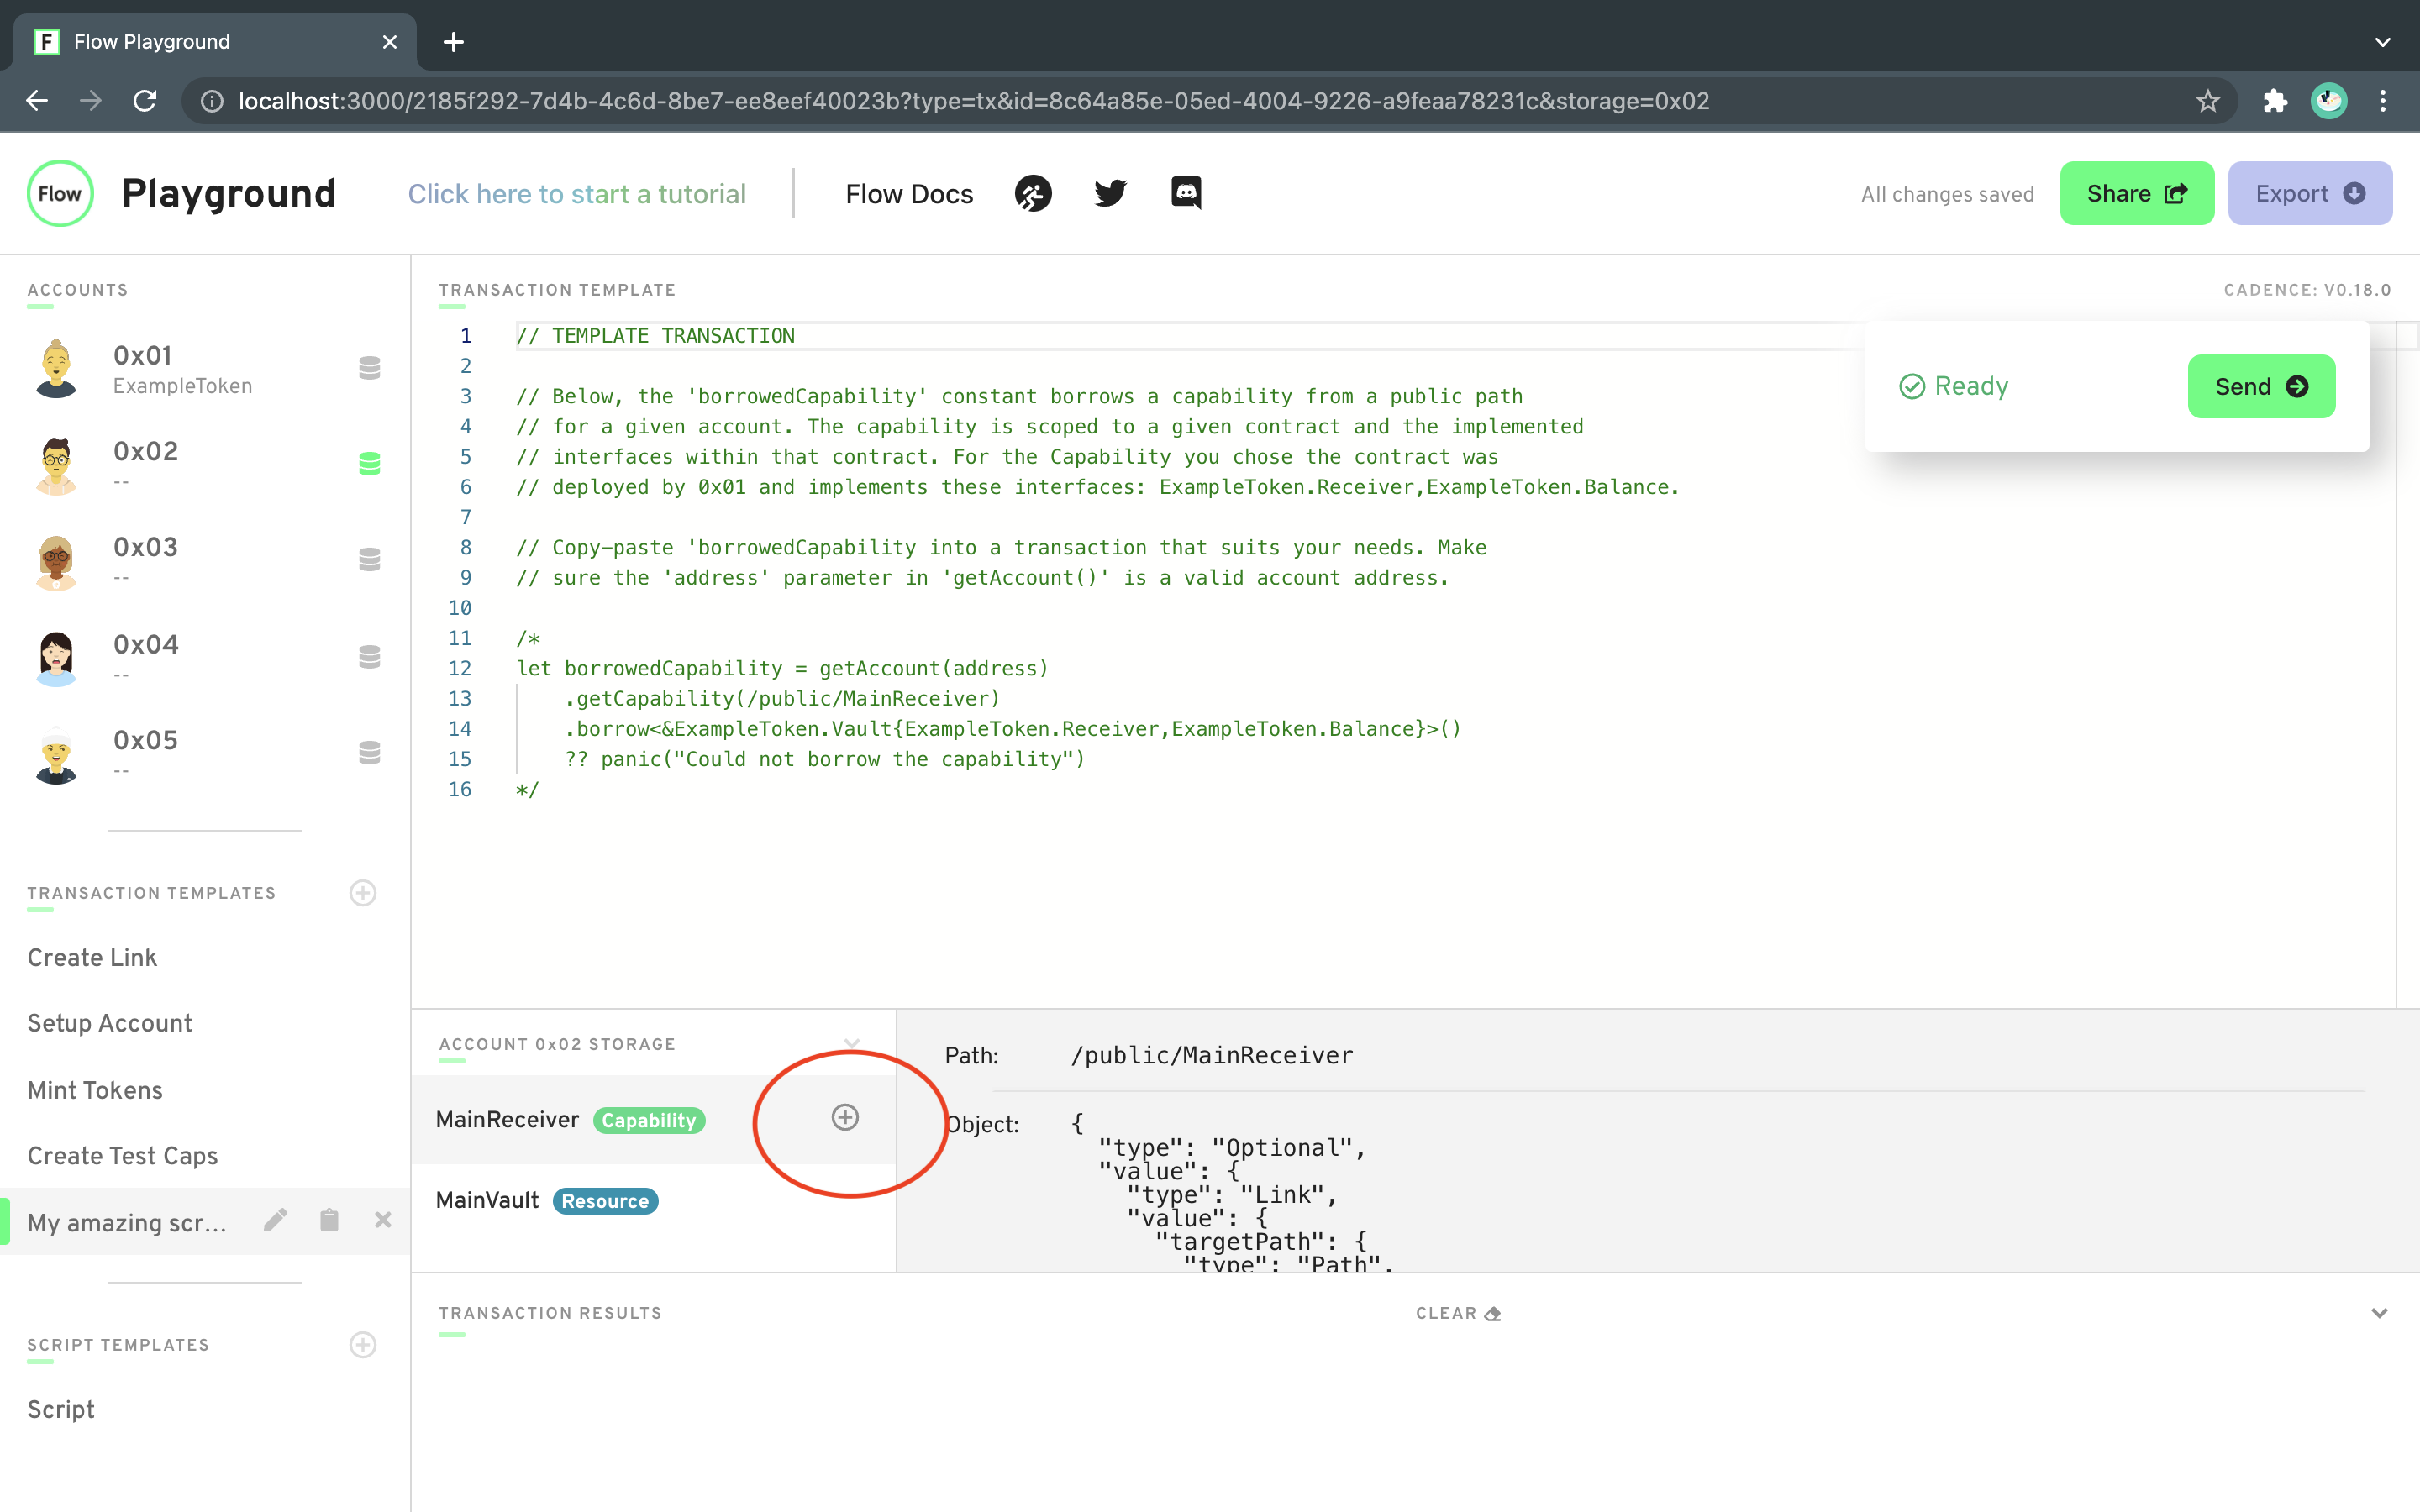 F Flow Playground
localhost:3000/2185f292-7d4b-4c6d-8be7-ee8eef40023b?type=tx&id=8c64a85e-05ed-4004-9226-a9feaa78231c&storage=0x02
Flow Playground
Click here to start a tutorial
Flow Docs
All changes saved
Share
Export
ACCOUNTS
0x01
ExampleToken
0x02
--
0x03
--
0x04
--
0x05
--
TRANSACTION TEMPLATES
Create Link
Setup Account
Mint Tokens
Create Test Caps
My amazing scr...
SCRIPT TEMPLATES
Script
TRANSACTION TEMPLATE
CADENCE: V0.18.0
1 // TEMPLATE TRANSACTION
2
3 // Below, the 'borrowedCapability' constant borrows a capability from a public path
4 // for a given account. The capability is scoped to a given contract and the implemented
5 // interfaces within that contract. For the Capability you chose the contract was
6 // deployed by 0x01 and implements these interfaces: ExampleToken.Receiver,ExampleToken.Balance.
7
8 // Copy-paste 'borrowedCapability into a transaction that suits your needs. Make
9 // sure the 'address' parameter in 'getAccount()' is a valid account address.
10
11 /*
12 let borrowedCapability = getAccount(address)
13 .getCapability(/public/MainReceiver)
14 .borrow<&ExampleToken.Vault{ExampleToken.Receiver,ExampleToken.Balance}>()
15 ?? panic("Could not borrow the capability")
16 */
Ready
Send
ACCOUNT 0x02 STORAGE
MainReceiver Capability
MainVault Resource
Path: /public/MainReceiver
Object: {
"type": "Optional",
"value": {
"type": "Link",
"value": {
"targetPath": {
"type": "Path",
TRANSACTION RESULTS
CLEAR